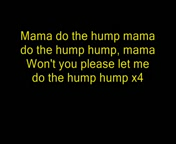 Mama do the hump mama
do the hump hump, mama
Won't you please let me
do the hump hump x4